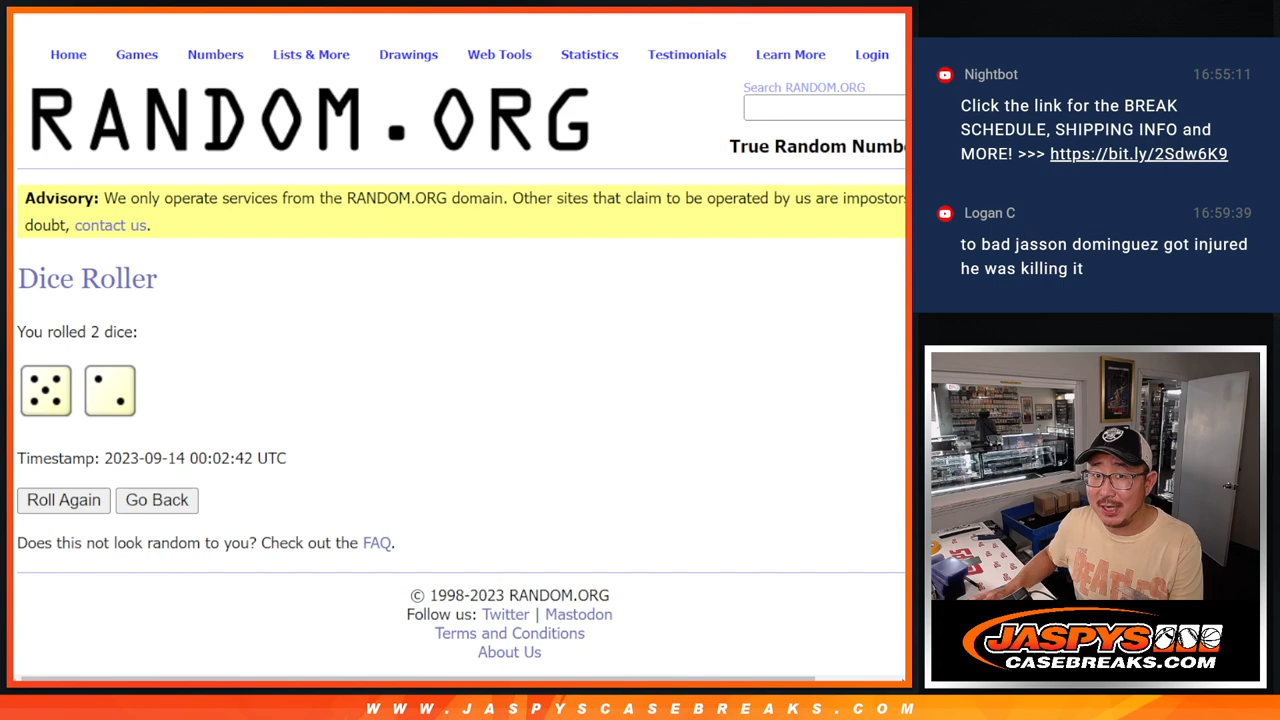 Home Games Numbers Lists & More Drawings Web Tools Statistics Testimonials Learn More Login
RANDOM.ORG
Search RANDOM.ORG
True Random Numbe
Advisory: We only operate services from the RANDOM.ORG domain. Other sites that claim to be operated by us are impostors
doubt, contact us.
Dice Roller
You rolled 2 dice:
Timestamp: 2023-09-14 00:02:42 UTC
Roll Again Go Back
Does this not look random to you? Check out the FAQ.
© 1998-2023 RANDOM.ORG
Follow us: Twitter | Mastodon
Terms and Conditions
About Us
Nightbot 16:55:11
Click the link for the BREAK
SCHEDULE, SHIPPING INFO and
MORE! >>> https://bit.ly/2Sdw6K9
Logan C 16:59:39
to bad jasson dominguez got injured
he was killing it
THE
BEATLES
JASPYS
CASEBREAKS.COM
WWW.JASPYSCASEBREAKS.COM